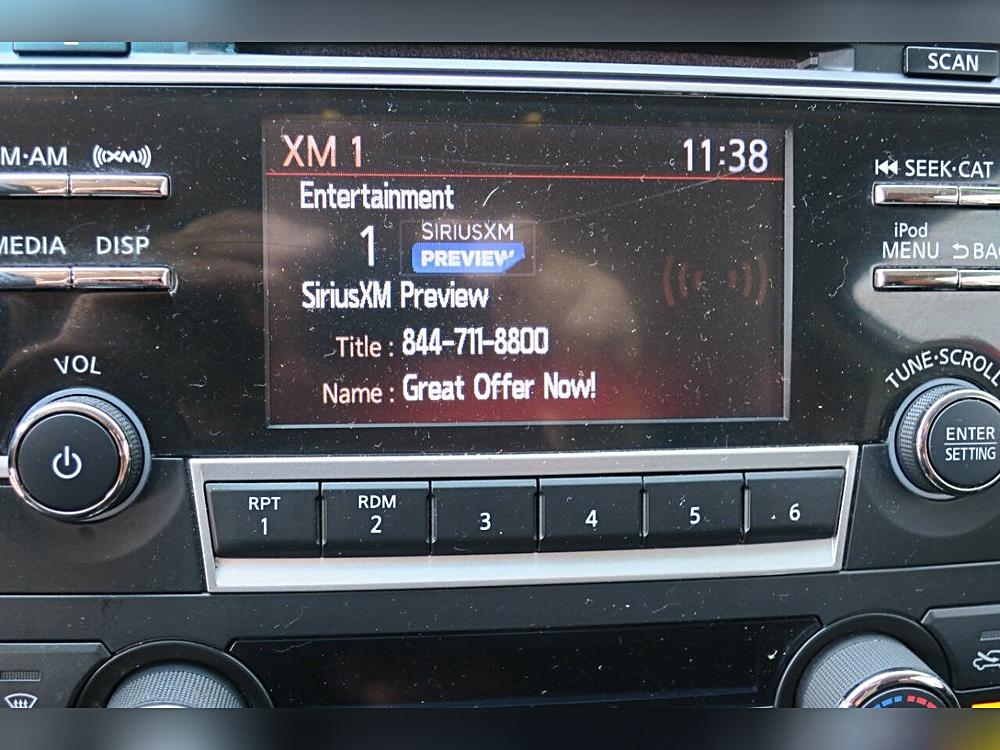 SCAN
M·AM
((XM))
XM 1
11:38
SEEK·CAT
Entertainment
1
SIRIUSXM
PREVIEW
MEDIA
DISP
iPod
MENU
BA
SiriusXM Preview
Title : 844-711-8800
Name : Great Offer Now!
VOL
TUNE·SCROLL
ENTER
SETTING
RPT
1
RDM
2
3
4
5
6